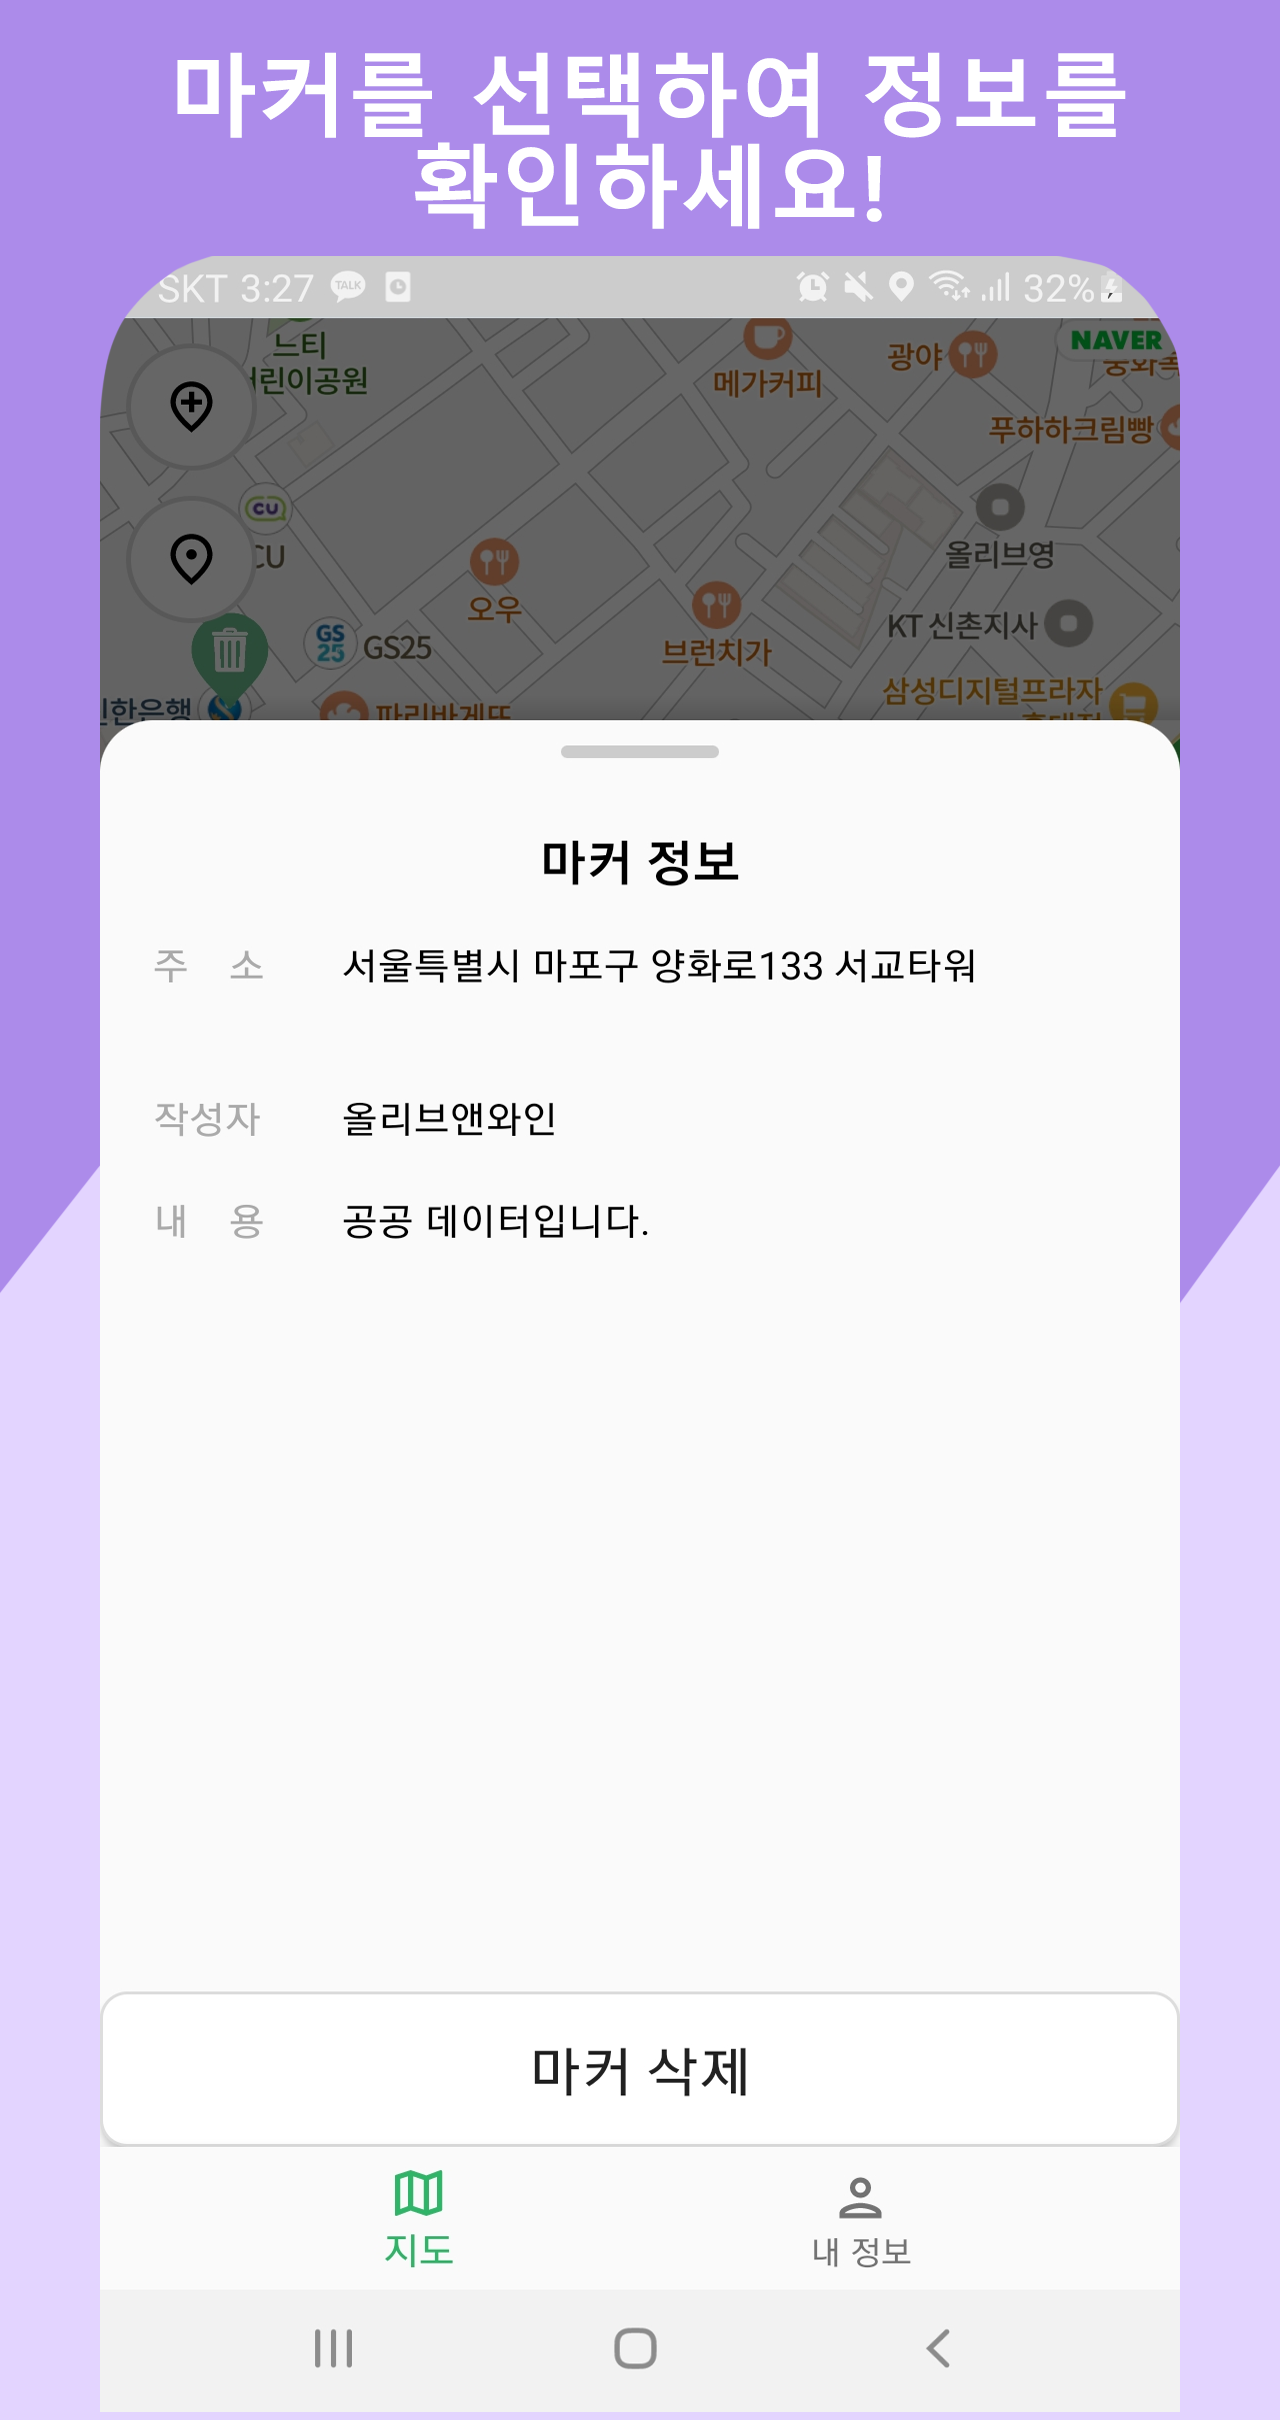 마커를 선택하여 정보를
확인하세요!
SKT 3:27 TALK 32%
느티
어린이공원
메가커피
광야
NAVER
푸하하크림빵
CU
CU
올리브영
오우
KT 신촌지사
브런치가
GS25
GS25
삼성디지털프라자
신한은행
파리바게뜨
마커 정보
주 소 서울특별시 마포구 양화로133 서교타워
작성자 올리브앤와인
내 용 공공 데이터입니다.
마커 삭제
지도
내 정보